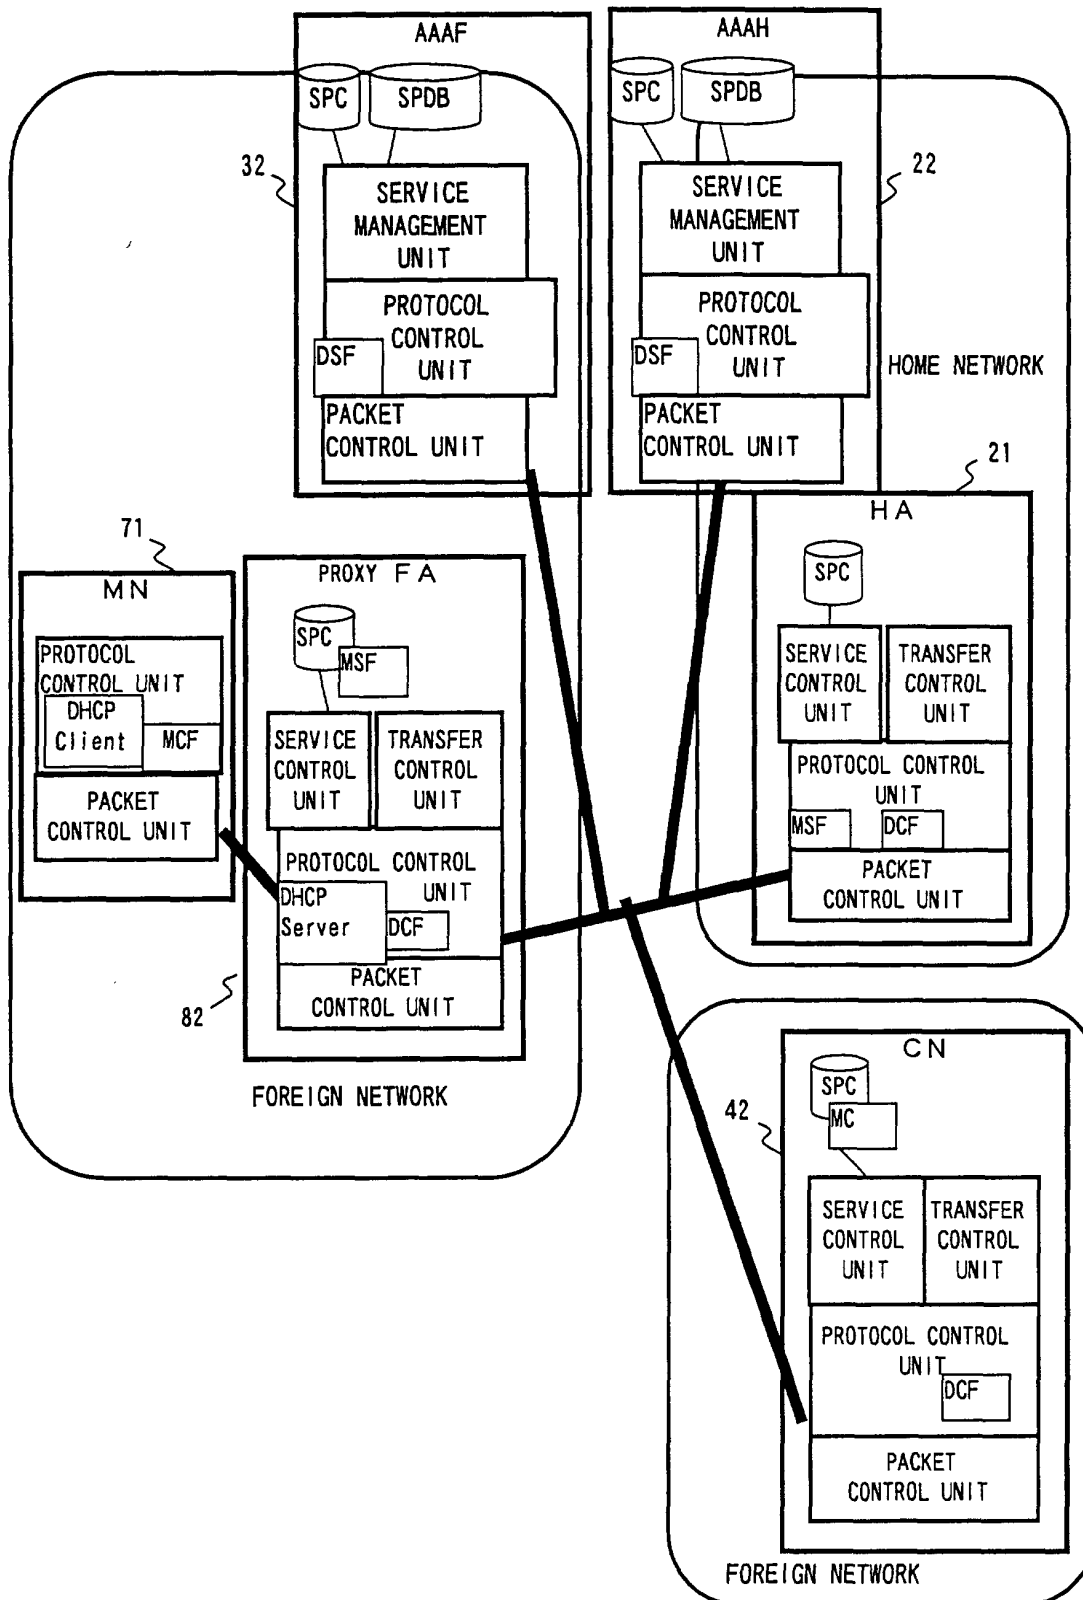 AAAF
SPC
SPDB
32
SERVICE
MANAGEMENT
UNIT
PROTOCOL
CONTROL
UNIT
DSF
PACKET
CONTROL UNIT
AAAH
SPC
SPDB
22
SERVICE
MANAGEMENT
UNIT
PROTOCOL
CONTROL
UNIT
DSF
PACKET
CONTROL UNIT
HOME NETWORK
21
HA
SPC
SERVICE
CONTROL
UNIT
TRANSFER
CONTROL
UNIT
PROTOCOL CONTROL
UNIT
MSF
DCF
PACKET
CONTROL UNIT
71
MN
PROTOCOL
CONTROL UNIT
DHCP
Client
MCF
PACKET
CONTROL UNIT
PROXY FA
SPC
MSF
SERVICE
CONTROL
UNIT
TRANSFER
CONTROL
UNIT
PROTOCOL CONTROL
UNIT
DHCP
Server
DCF
PACKET
CONTROL UNIT
82
FOREIGN NETWORK
CN
SPC
MC
42
SERVICE
CONTROL
UNIT
TRANSFER
CONTROL
UNIT
PROTOCOL CONTROL
UNIT
DCF
PACKET
CONTROL UNIT
FOREIGN NETWORK